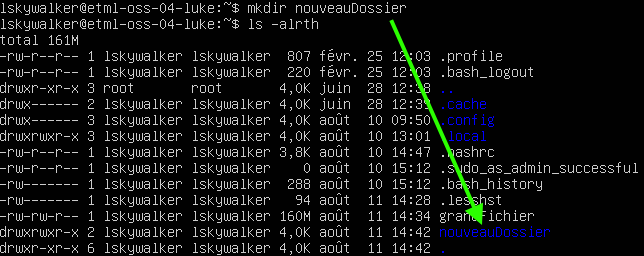 lskywalker@etml-oss-04-luke:~$ mkdir nouveauDossier
lskywalker@etml-oss-04-luke:~$ ls -alrth
total 161M
-rw-r--r-- 1 lskywalker lskywalker  807 févr. 25 12:03 .profile
-rw-r--r-- 1 lskywalker lskywalker  220 févr. 25 12:03 .bash_logout
drwxr-xr-x 3 root       root       4,0K juin  28 12:38 ..
drwx------ 2 lskywalker lskywalker 4,0K juin  28 12:39 .cache
drwx------ 3 lskywalker lskywalker 4,0K août  10 09:50 .config
drwxrwxr-x 3 lskywalker lskywalker 4,0K août  10 13:01 .local
-rw-r--r-- 1 lskywalker lskywalker 3,8K août  10 14:47 .bashrc
-rw-r--r-- 1 lskywalker lskywalker    0 août  10 15:12 .sudo_as_admin_successful
-rw------- 1 lskywalker lskywalker  288 août  10 15:12 .bash_history
-rw------- 1 lskywalker lskywalker   94 août  11 14:28 .lesshst
-rw-rw-r-- 1 lskywalker lskywalker 160M août  11 14:34 grandfichier
drwxrwxr-x 2 lskywalker lskywalker 4,0K août  11 14:42 nouveauDossier
drwxr-xr-x 6 lskywalker lskywalker 4,0K août  11 14:42 .